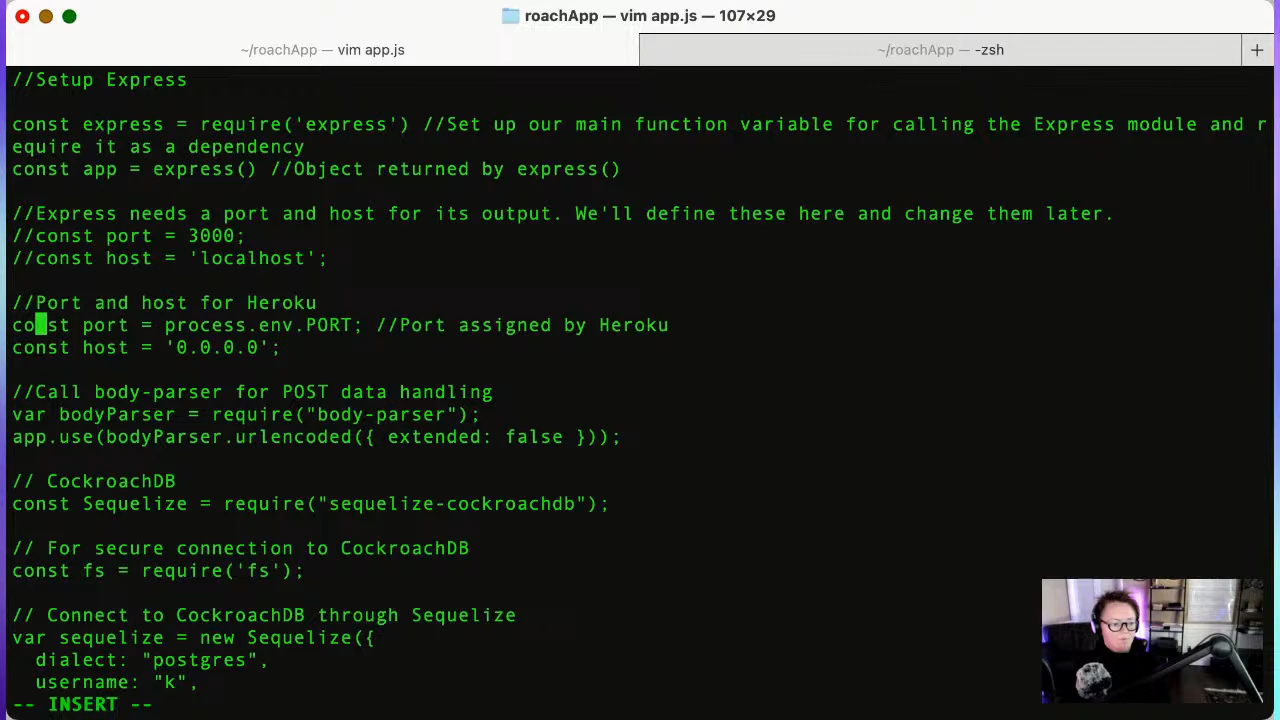 roachApp — vim app.js — 107×29
~/roachApp — vim app.js
~/roachApp — -zsh
+
//Setup Express
const express = require('express') //Set up our main function variable for calling the Express module and r
equire it as a dependency
const app = express() //Object returned by express()
//Express needs a port and host for its output. We'll define these here and change them later.
//const port = 3000;
//const host = 'localhost';
//Port and host for Heroku
const port = process.env.PORT; //Port assigned by Heroku
const host = '0.0.0.0';
//Call body-parser for POST data handling
var bodyParser = require("body-parser");
app.use(bodyParser.urlencoded({ extended: false }));
// CockroachDB
const Sequelize = require("sequelize-cockroachdb");
// For secure connection to CockroachDB
const fs = require('fs');
// Connect to CockroachDB through Sequelize
var sequelize = new Sequelize({
  dialect: "postgres",
  username: "k",
-- INSERT --